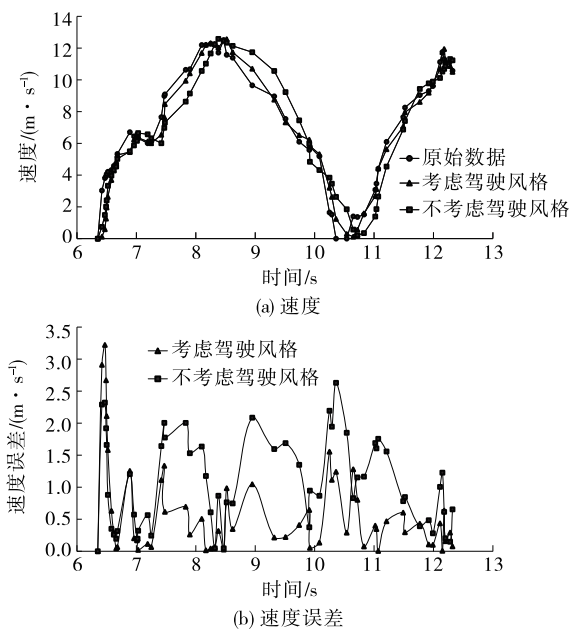 14
12
10
8
6
4
2
0
速度/(m·s⁻¹)
原始数据
考虑驾驶风格
不考虑驾驶风格
6 7 8 9 10 11 12 13
时间/s
(a) 速度
3.5
3.0
2.5
2.0
1.5
1.0
0.5
0.0
速度误差/(m·s⁻¹)
考虑驾驶风格
不考虑驾驶风格
6 7 8 9 10 11 12 13
时间/s
(b) 速度误差